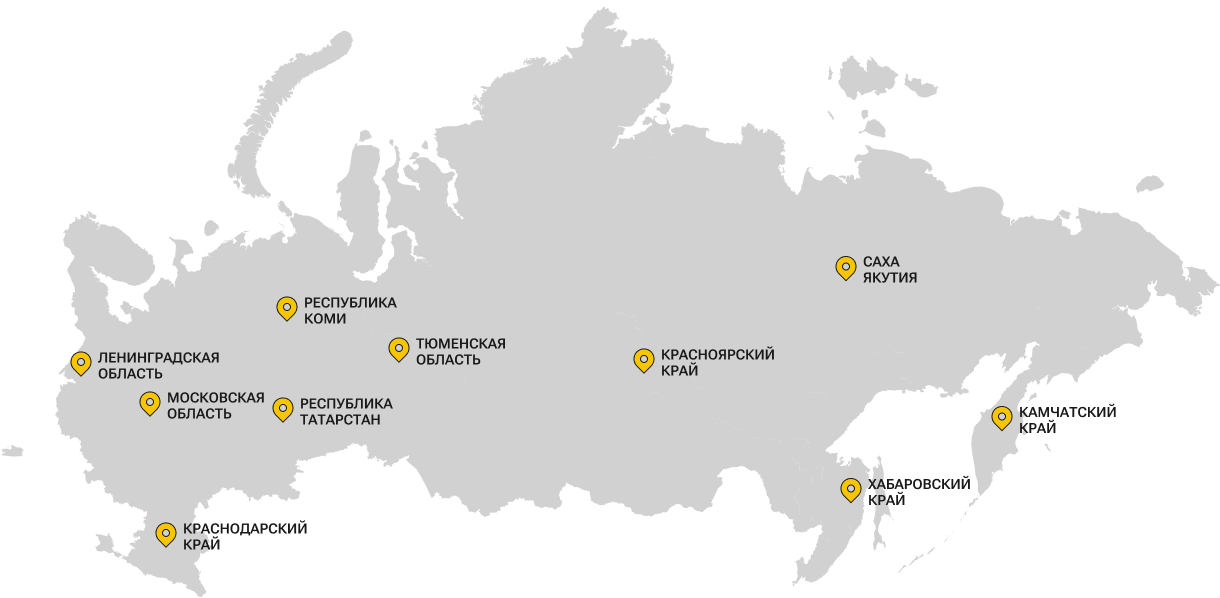 САХА
ЯКУТИЯ
РЕСПУБЛИКА
КОМИ
ТЮМЕНСКАЯ
ОБЛАСТЬ
КРАСНОЯРСКИЙ
КРАЙ
ЛЕНИНГРАДСКАЯ
ОБЛАСТЬ
МОСКОВСКАЯ
ОБЛАСТЬ
РЕСПУБЛИКА
ТАТАРСТАН
КАМЧАТСКИЙ
КРАЙ
ХАБАРОВСКИЙ
КРАЙ
КРАСНОДАРСКИЙ
КРАЙ